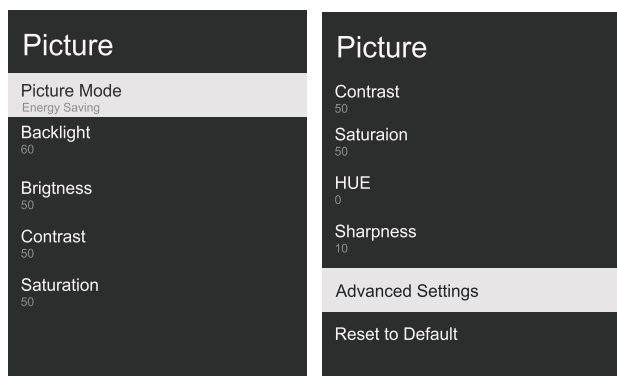 Picture
Picture Mode
Energy Saving
Backlight
60
Brigtness
50
Contrast
50
Saturation
50
Picture
Contrast
50
Saturaion
50
HUE
0
Sharpness
10
Advanced Settings
Reset to Default